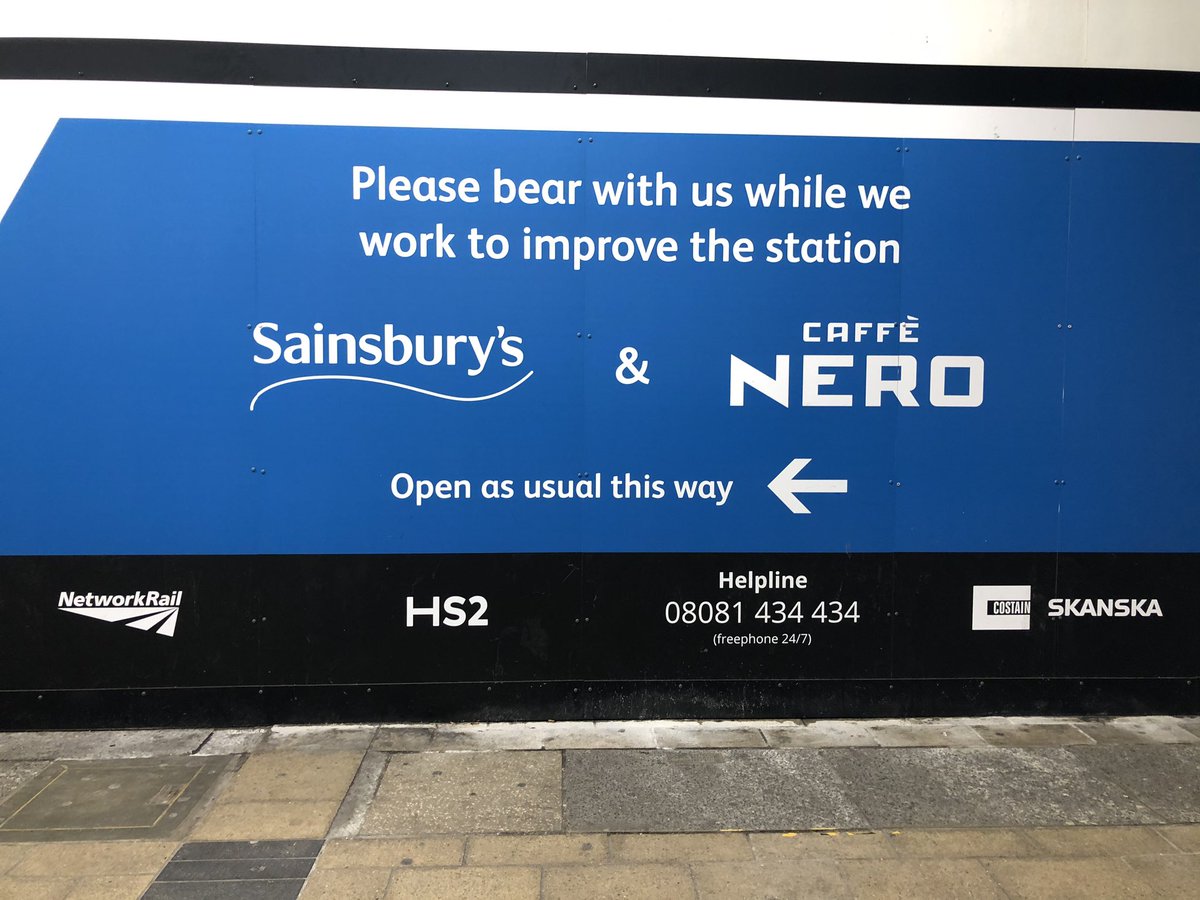 Please bear with us while we
work to improve the station
Sainsbury's & CAFFÈ NERO
Open as usual this way
NetworkRail
HS2
Helpline
08081 434 434
(freephone 24/7)
COSTAIN SKANSKA